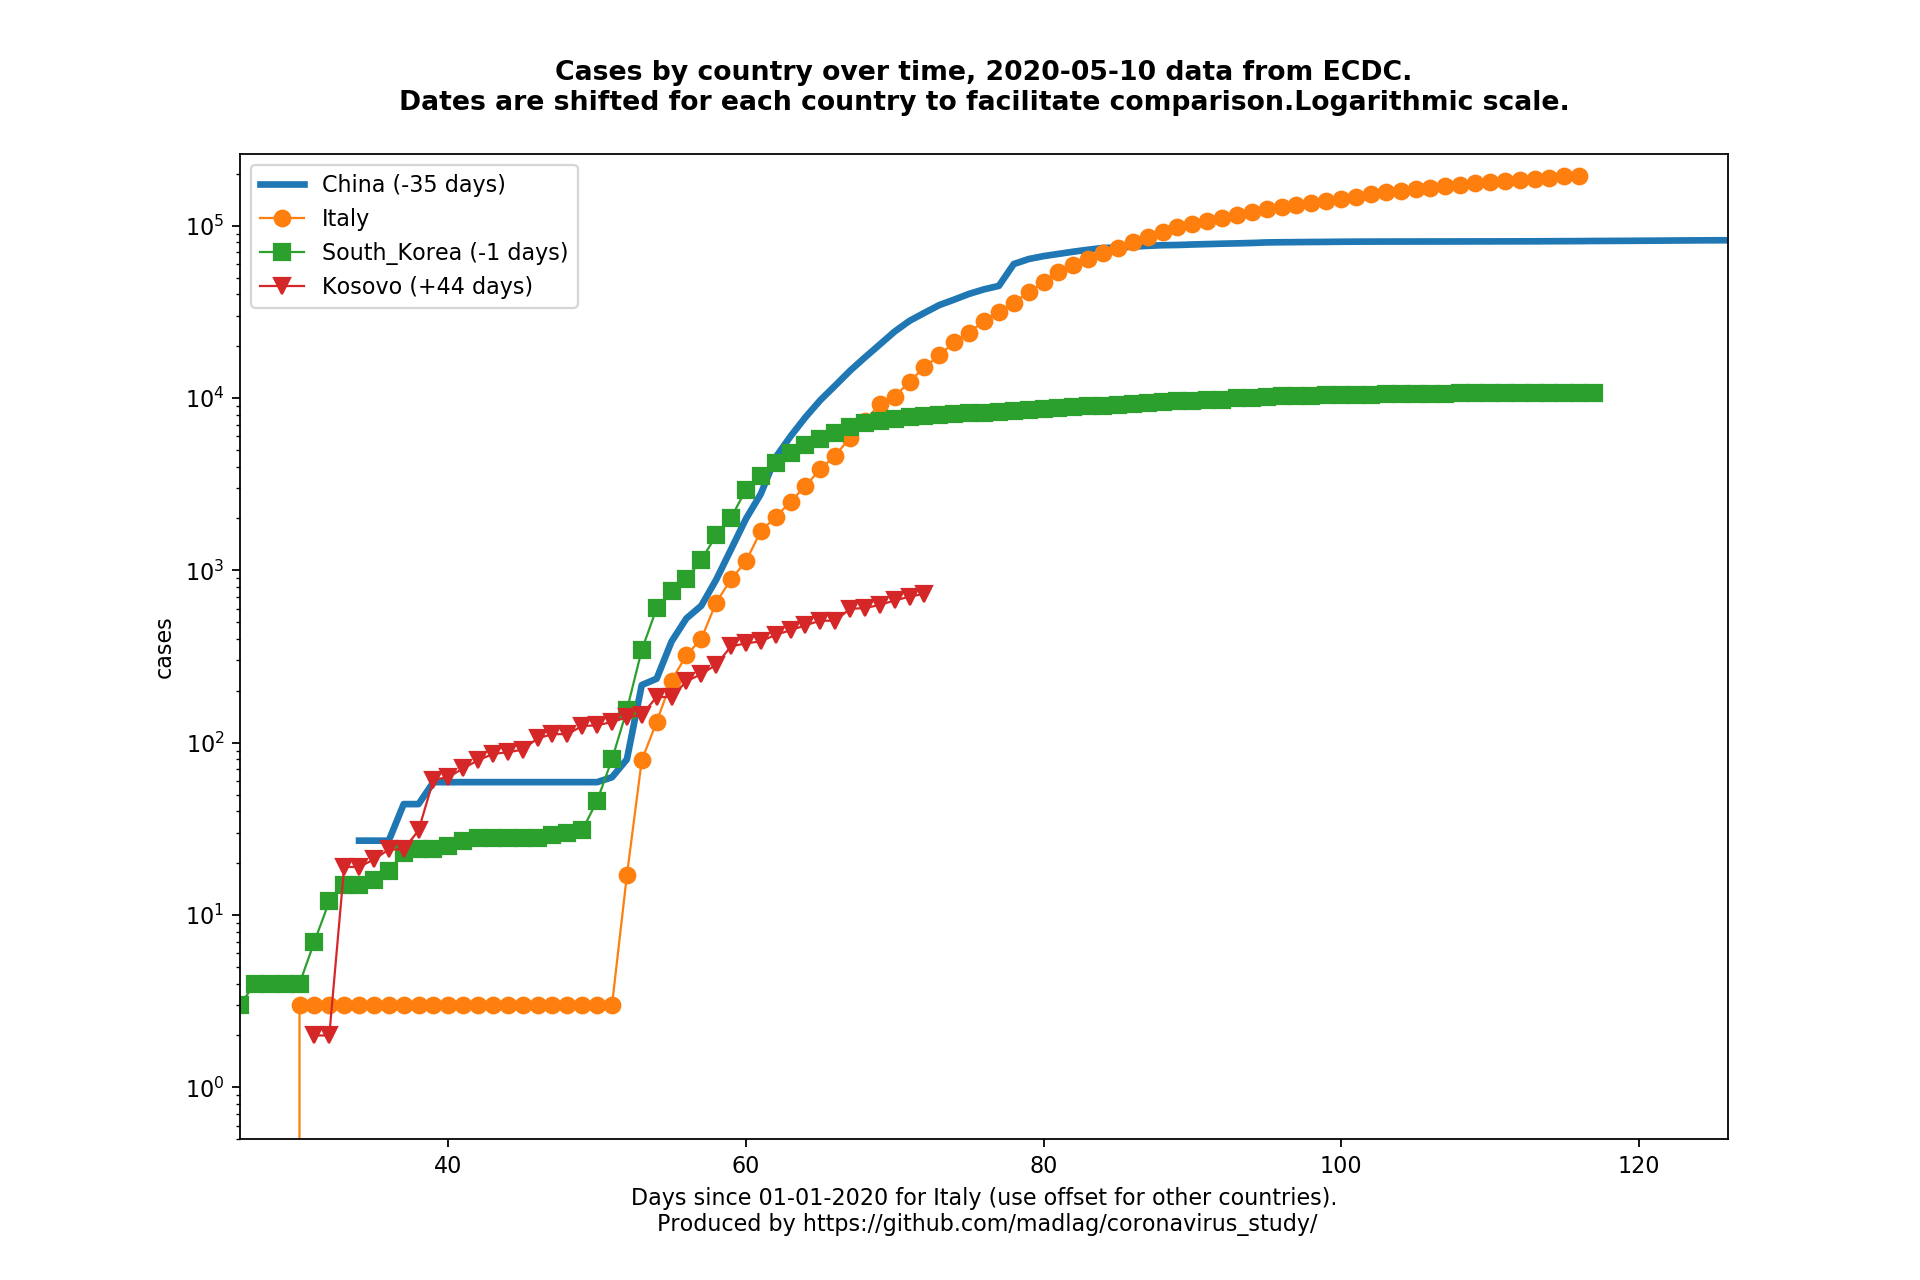 Cases by country over time, 2020-05-10 data from ECDC.
Dates are shifted for each country to facilitate comparison.Logarithmic scale.
China (-35 days)
Italy
South_Korea (-1 days)
Kosovo (+44 days)
10^5
10^4
10^3
10^2
10^1
10^0
cases
40 60 80 100 120
Days since 01-01-2020 for Italy (use offset for other countries).
Produced by https://github.com/madlag/coronavirus_study/